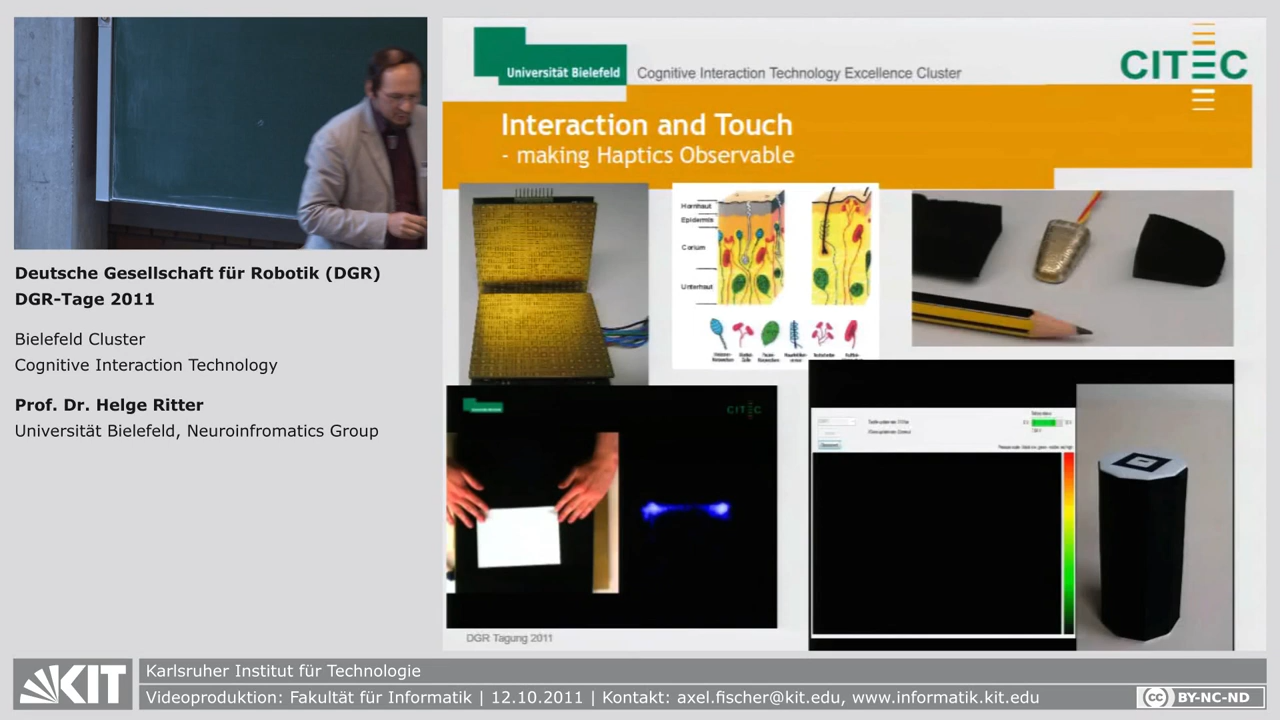 Universität Bielefeld
Cognitive Interaction Technology Excellence Cluster
CITEC
Interaction and Touch
- making Haptics Observable
Hornhaut
Epidermis
Corium
Unterhaut
CITEC
DGR Tagung 2011
Deutsche Gesellschaft für Robotik (DGR)
DGR-Tage 2011
Bielefeld Cluster
Cognitive Interaction Technology
Prof. Dr. Helge Ritter
Universität Bielefeld, Neuroinfromatics Group
KIT
Karlsruher Institut für Technologie
Videoproduktion: Fakultät für Informatik | 12.10.2011 | Kontakt: axel.fischer@kit.edu, www.informatik.kit.edu
cc BY-NC-ND